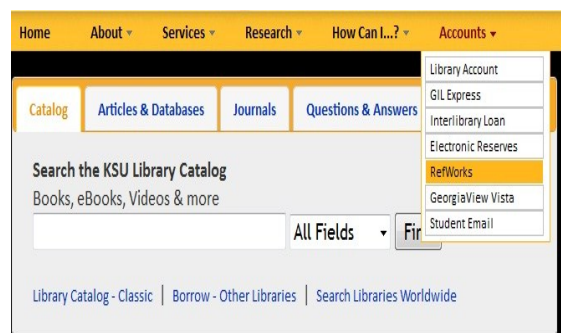 Home About Services Research How Can I...? Accounts
Library Account
GIL Express
Interlibrary Loan
Electronic Reserves
RefWorks
GeorgiaView Vista
Student Email
Catalog Articles & Databases Journals Questions & Answers
Search the KSU Library Catalog
Books, eBooks, Videos & more
All Fields
Library Catalog - Classic | Borrow - Other Libraries | Search Libraries Worldwide